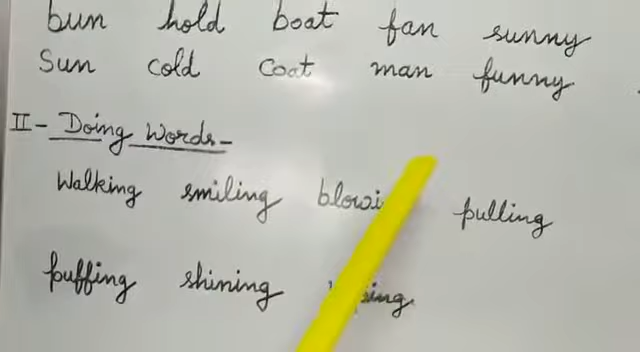 bun hold boat fan sunny
Sun cold coat man funny
II- Doing Words-
Walking smiling pulling
puffing shining